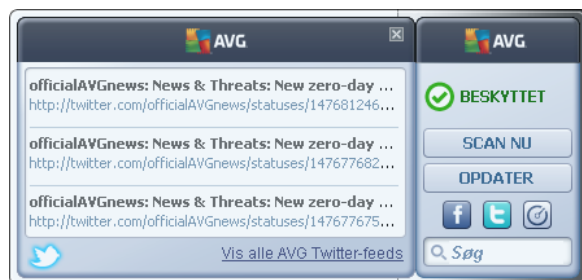 AVG
officialAVGnews: News & Threats: New zero-day ...
http://twitter.com/officialAVGnews/statuses/147681246...
officialAVGnews: News & Threats: New zero-day ...
http://twitter.com/officialAVGnews/statuses/147677682...
officialAVGnews: News & Threats: New zero-day ...
http://twitter.com/officialAVGnews/statuses/147677675...
Vis alle AVG Twitter-feeds
AVG
BESKYTTET
SCAN NU
OPDATER
f t
Søg